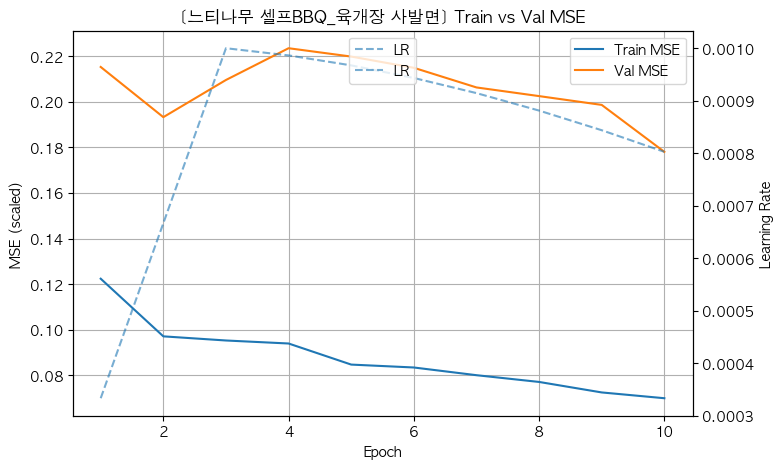 [느티나무 셀프BBQ_육개장 사발면] Train vs Val MSE
LR
LR
Train MSE
Val MSE
MSE (scaled)
0.22
0.20
0.18
0.16
0.14
0.12
0.10
0.08
Learning Rate
0.0010
0.0009
0.0008
0.0007
0.0006
0.0005
0.0004
0.0003
2 4 6 8 10
Epoch